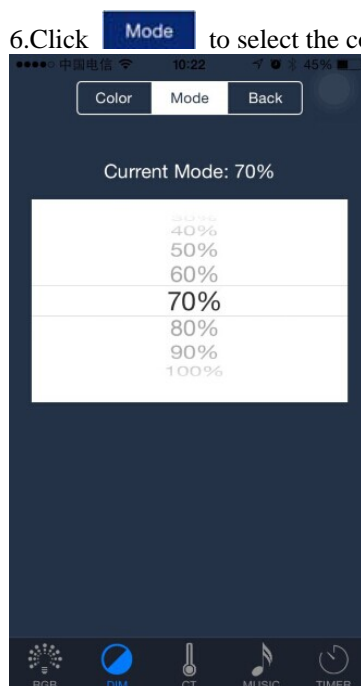 6.Click Mode to select the
中国电信 10:22 45%
Color Mode Back
Current Mode: 70%
30%
40%
50%
60%
70%
80%
90%
100%
RGB DIM CT MUSIC TIMER